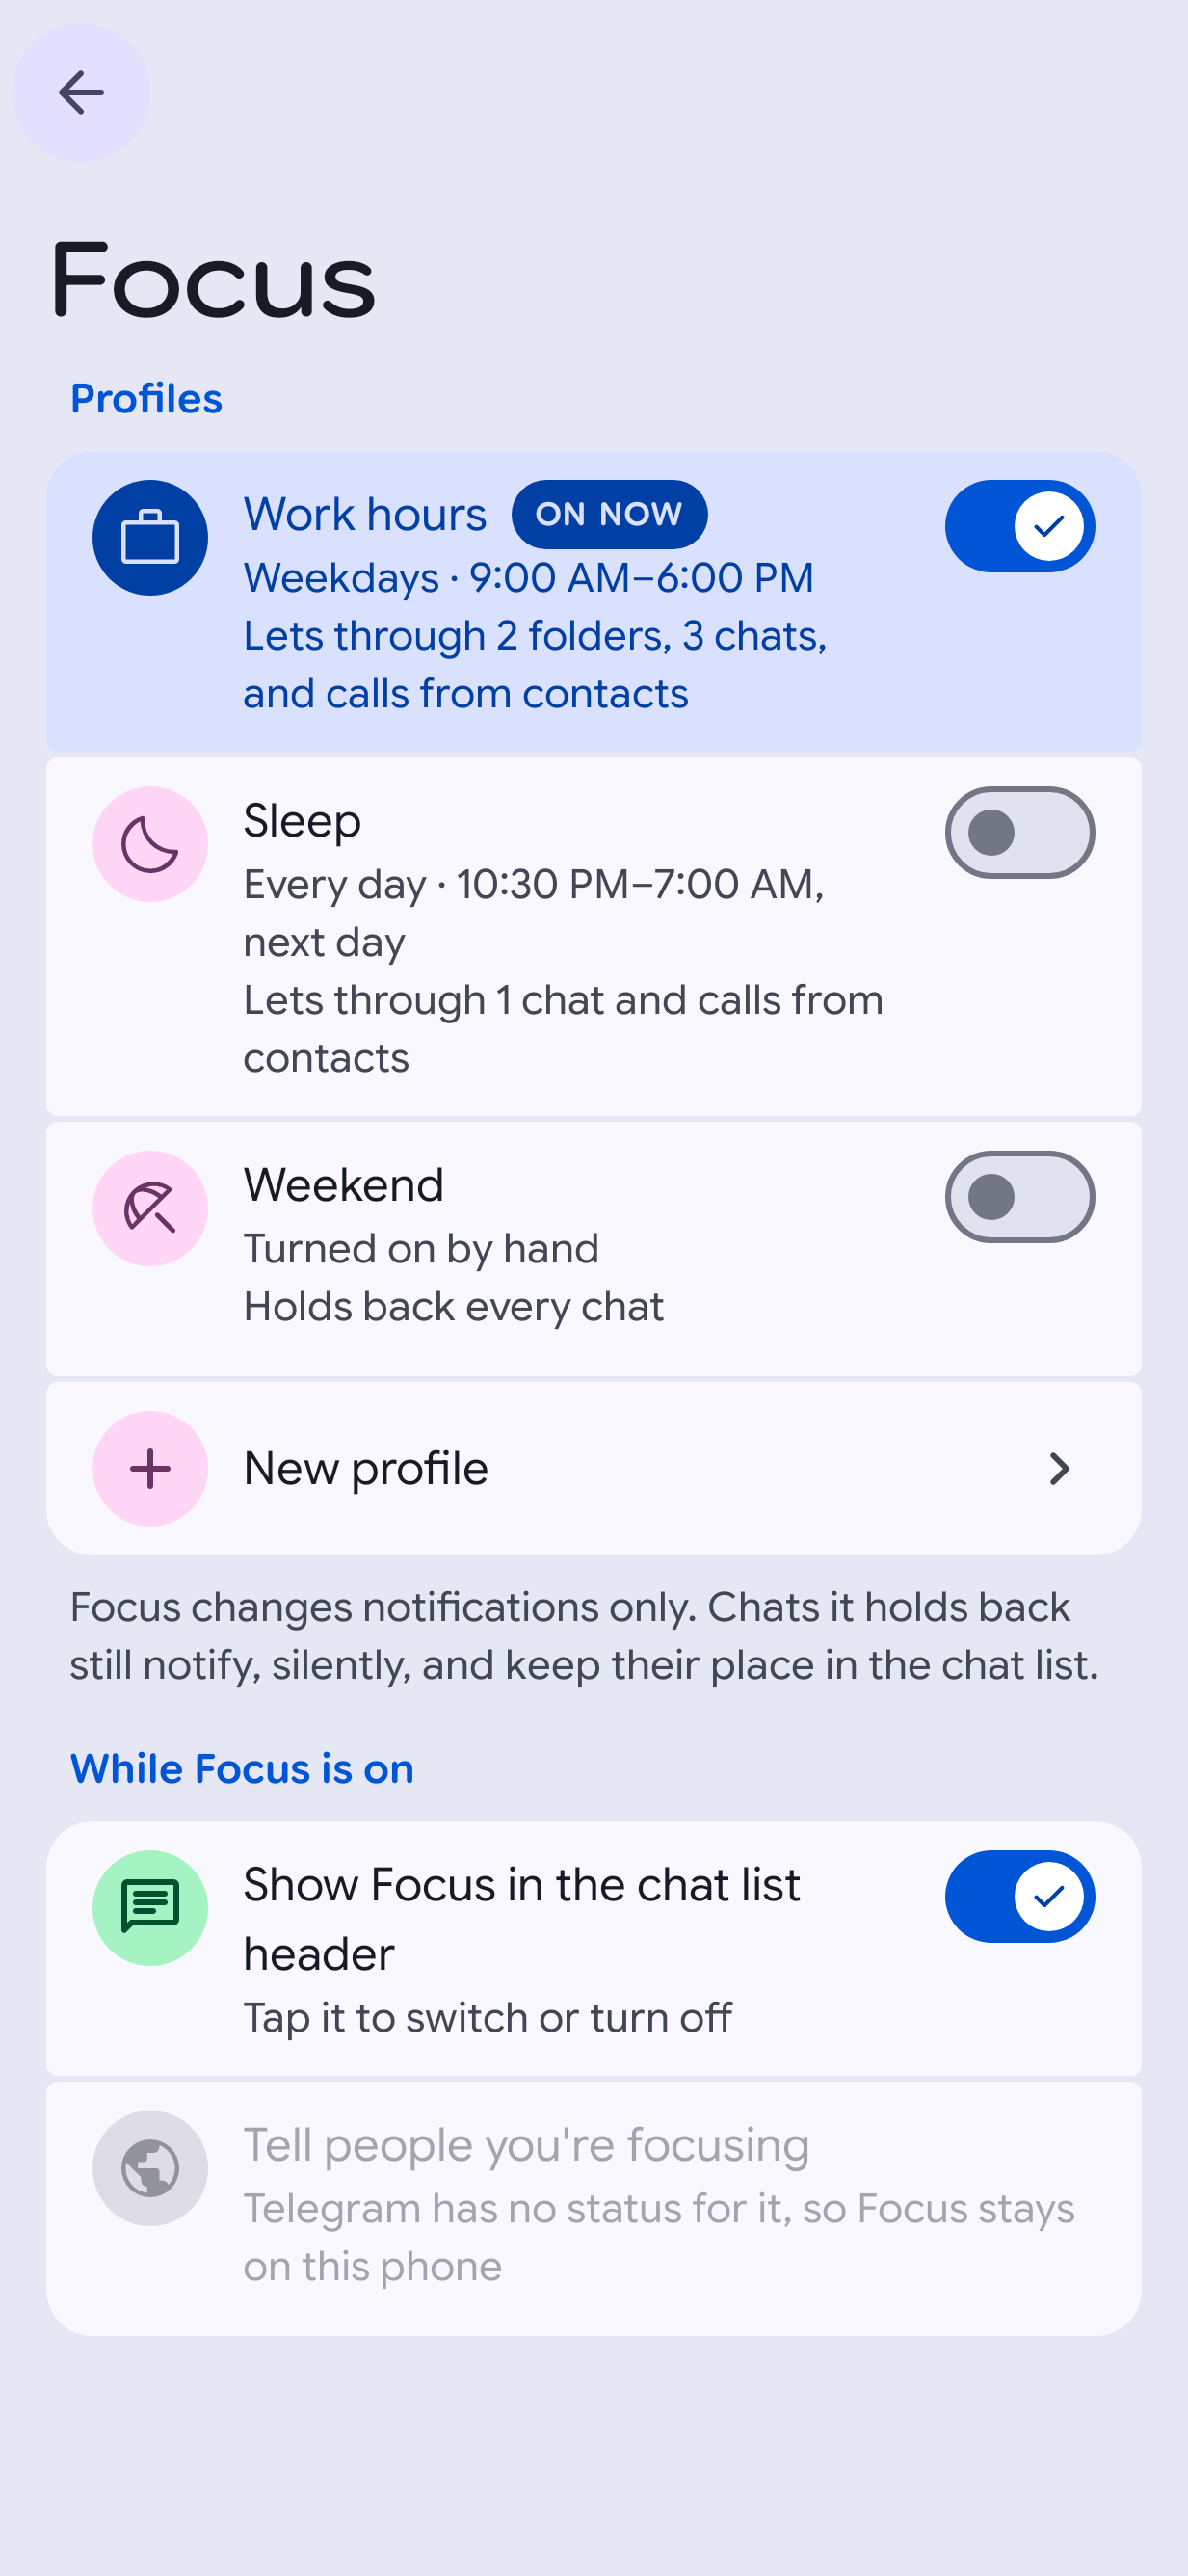 Focus
Profiles
Work hours ON NOW
Weekdays · 9:00 AM–6:00 PM
Lets through 2 folders, 3 chats,
and calls from contacts
Sleep
Every day · 10:30 PM–7:00 AM,
next day
Lets through 1 chat and calls from
contacts
Weekend
Turned on by hand
Holds back every chat
New profile
Focus changes notifications only. Chats it holds back
still notify, silently, and keep their place in the chat list.
While Focus is on
Show Focus in the chat list
header
Tap it to switch or turn off
Tell people you're focusing
Telegram has no status for it, so Focus stays
on this phone